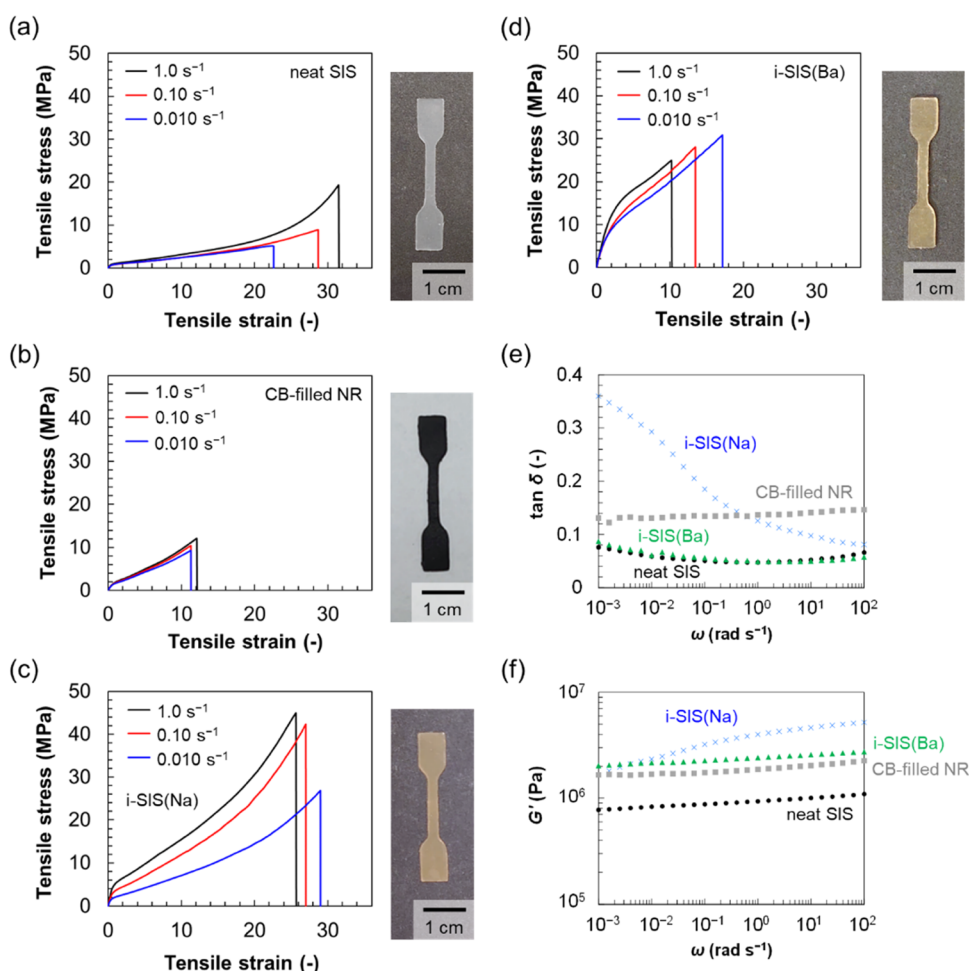 (a)
50
40
30
20
10
0
Tensile stress (MPa)
1.0 s⁻¹
0.10 s⁻¹
0.010 s⁻¹
neat SIS
0 10 20 30
Tensile strain (-)
1 cm
(b)
50
40
30
20
10
0
Tensile stress (MPa)
1.0 s⁻¹
0.10 s⁻¹
0.010 s⁻¹
CB-filled NR
0 10 20 30
Tensile strain (-)
1 cm
(c)
50
40
30
20
10
0
Tensile stress (MPa)
1.0 s⁻¹
0.10 s⁻¹
0.010 s⁻¹
i-SIS(Na)
0 10 20 30
Tensile strain (-)
1 cm
(d)
50
40
30
20
10
0
Tensile stress (MPa)
1.0 s⁻¹
0.10 s⁻¹
0.010 s⁻¹
i-SIS(Ba)
0 10 20 30
Tensile strain (-)
1 cm
(e)
0.4
0.3
0.2
0.1
0
tan δ (-)
i-SIS(Na)
CB-filled NR
i-SIS(Ba)
neat SIS
10⁻³ 10⁻² 10⁻¹ 10⁰ 10¹ 10²
ω (rad s⁻¹)
(f)
10⁷
10⁶
10⁵
G' (Pa)
i-SIS(Na)
i-SIS(Ba)
CB-filled NR
neat SIS
10⁻³ 10⁻² 10⁻¹ 10⁰ 10¹ 10²
ω (rad s⁻¹)